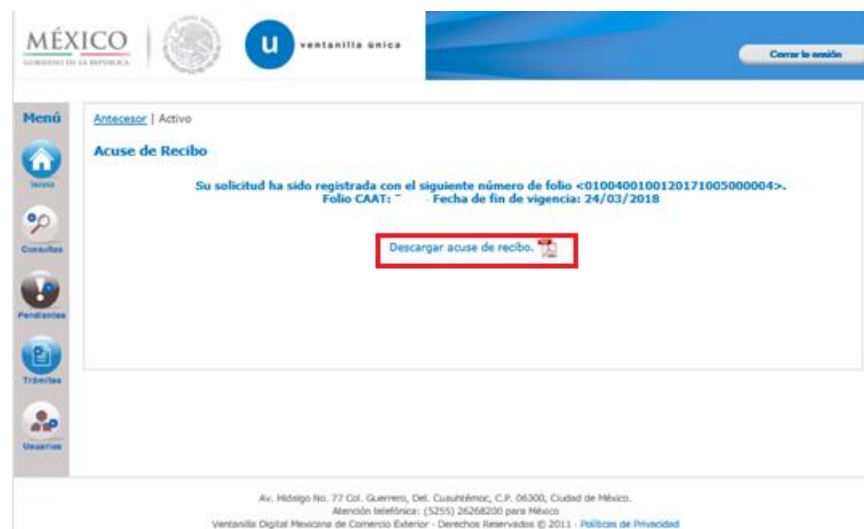 MÉXICO
GOBIERNO DE LA REPÚBLICA
u
ventanilla única
Cerrar la sesión
Menú
Antecesor | Activo
Inicio
Acuse de Recibo
Su solicitud ha sido registrada con el siguiente número de folio <0100400100120171005000004>.
Folio CAAT: Fecha de fin de vigencia: 24/03/2018
Descargar acuse de recibo.
Consultas
Pendientes
Trámites
Usuarios
Av. Hidalgo No. 77 Col. Guerrero, Del. Cuauhtémoc, C.P. 06300, Ciudad de México.
Atención telefónica: (5255) 26268200 para México
Ventanilla Digital Mexicana de Comercio Exterior - Derechos Reservados © 2011 - Políticas de Privacidad